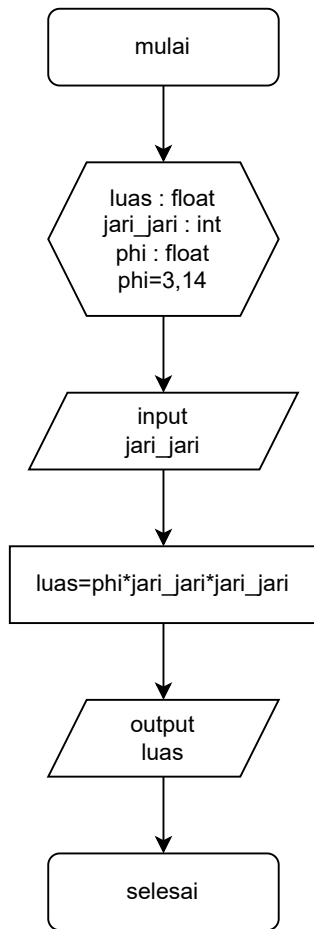 mulai
luas : float
jari_jari : int
phi : float
phi=3,14
input
jari_jari
luas=phi*jari_jari*jari_jari
output
luas
selesai